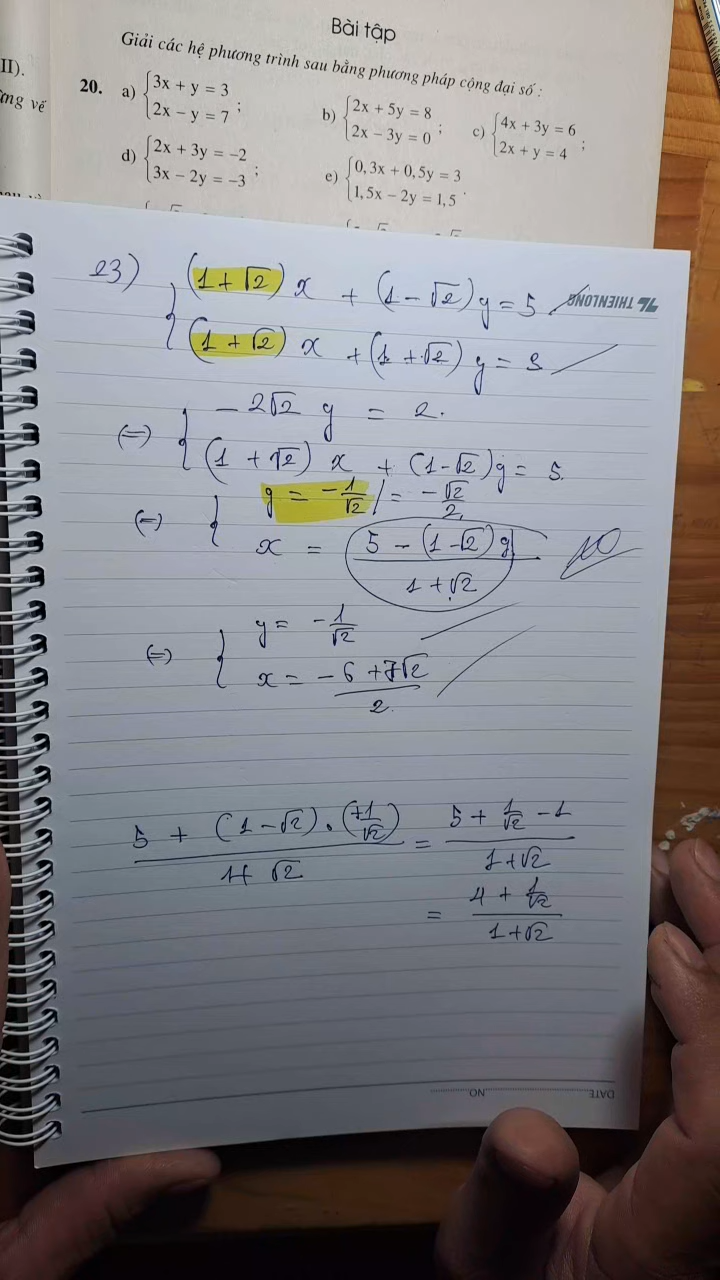 Bài tập
Giải các hệ phương trình sau bằng phương pháp cộng đại số :
II).
ừng vế
20. a) {3x + y = 3
2x − y = 7 ;
b) {2x + 5y = 8
2x − 3y = 0 ;
c) {4x + 3y = 6
2x + y = 4 ;
d) {2x + 3y = −2
3x − 2y = −3 ;
e) {0,3x + 0,5y = 3
1,5x − 2y = 1,5 .
THIENLONG
23) { (1+√2) x + (1−√2) y = 5
(1+√2) x + (1+√2) y = 3
(=) { −2√2 y = 2.
(1+√2) x + (1−√2) y = 5.
(=) { y = −1/√2 = −√2/2
x = (5 − (1−√2) y)/(1+√2)
(=) { y = −1/√2
x = (−6 + 7√2)/2
(5 + (1−√2).(+1/√2))/(1+√2) = (5 + 1/√2 − 1)/(1+√2)
= (4 + 1/√2)/(1+√2)
NO DATE